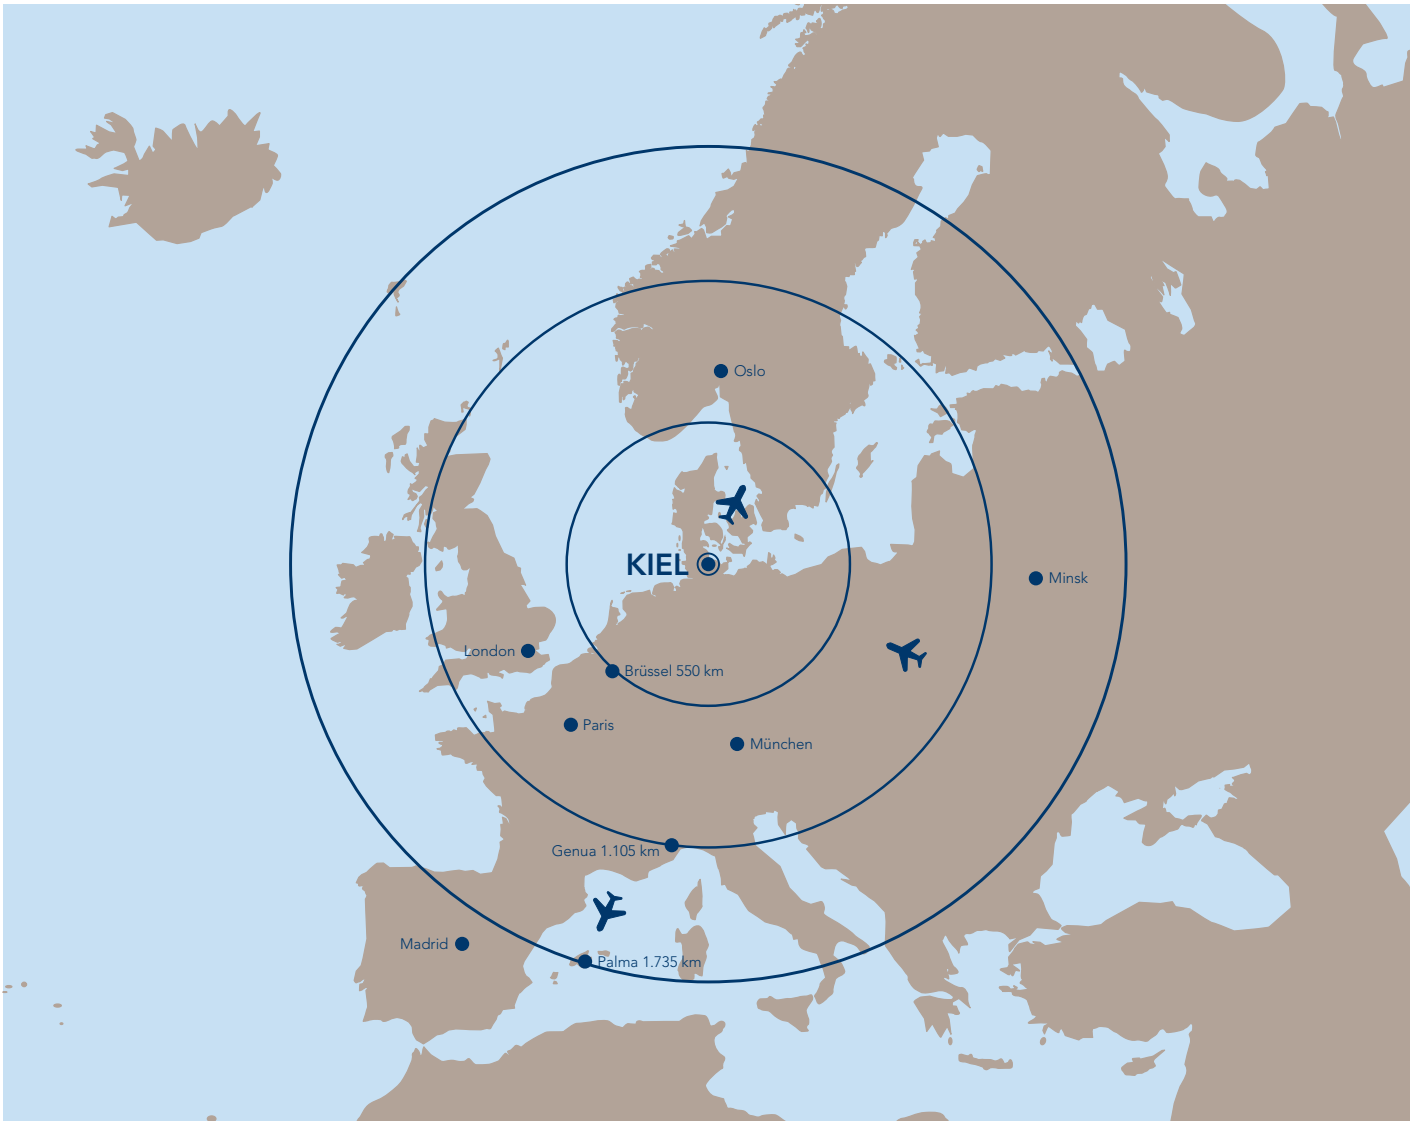 Oslo
KIEL
Minsk
London
Brüssel 550 km
Paris
München
Genua 1.105 km
Madrid
Palma 1.735 km